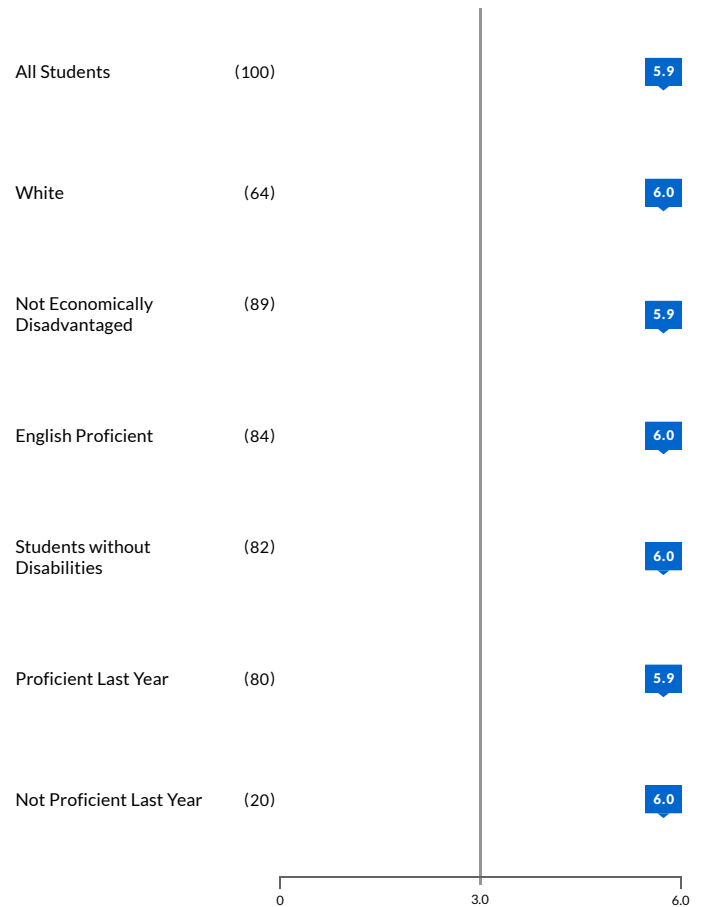 All Students (100) 5.9
White (64) 6.0
Not Economically (89) 5.9
Disadvantaged
English Proficient (84) 6.0
Students without (82) 6.0
Disabilities
Proficient Last Year (80) 5.9
Not Proficient Last Year (20) 6.0
0 3.0 6.0